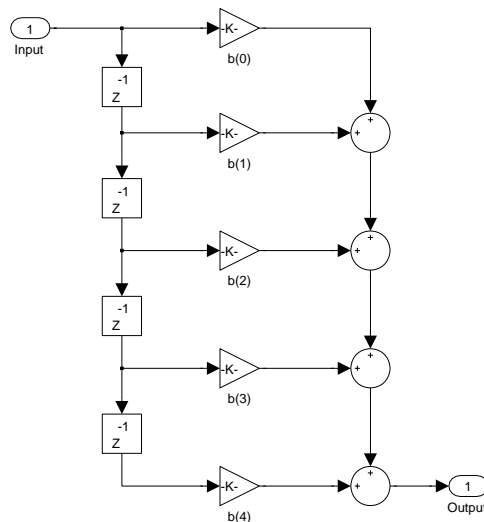 1
Input
-K-
b(0)
-1
Z
+
+
-K-
b(1)
-1
Z
+
+
-K-
b(2)
-1
Z
+
+
-K-
b(3)
-1
Z
+
+
-K-
b(4)
1
Output